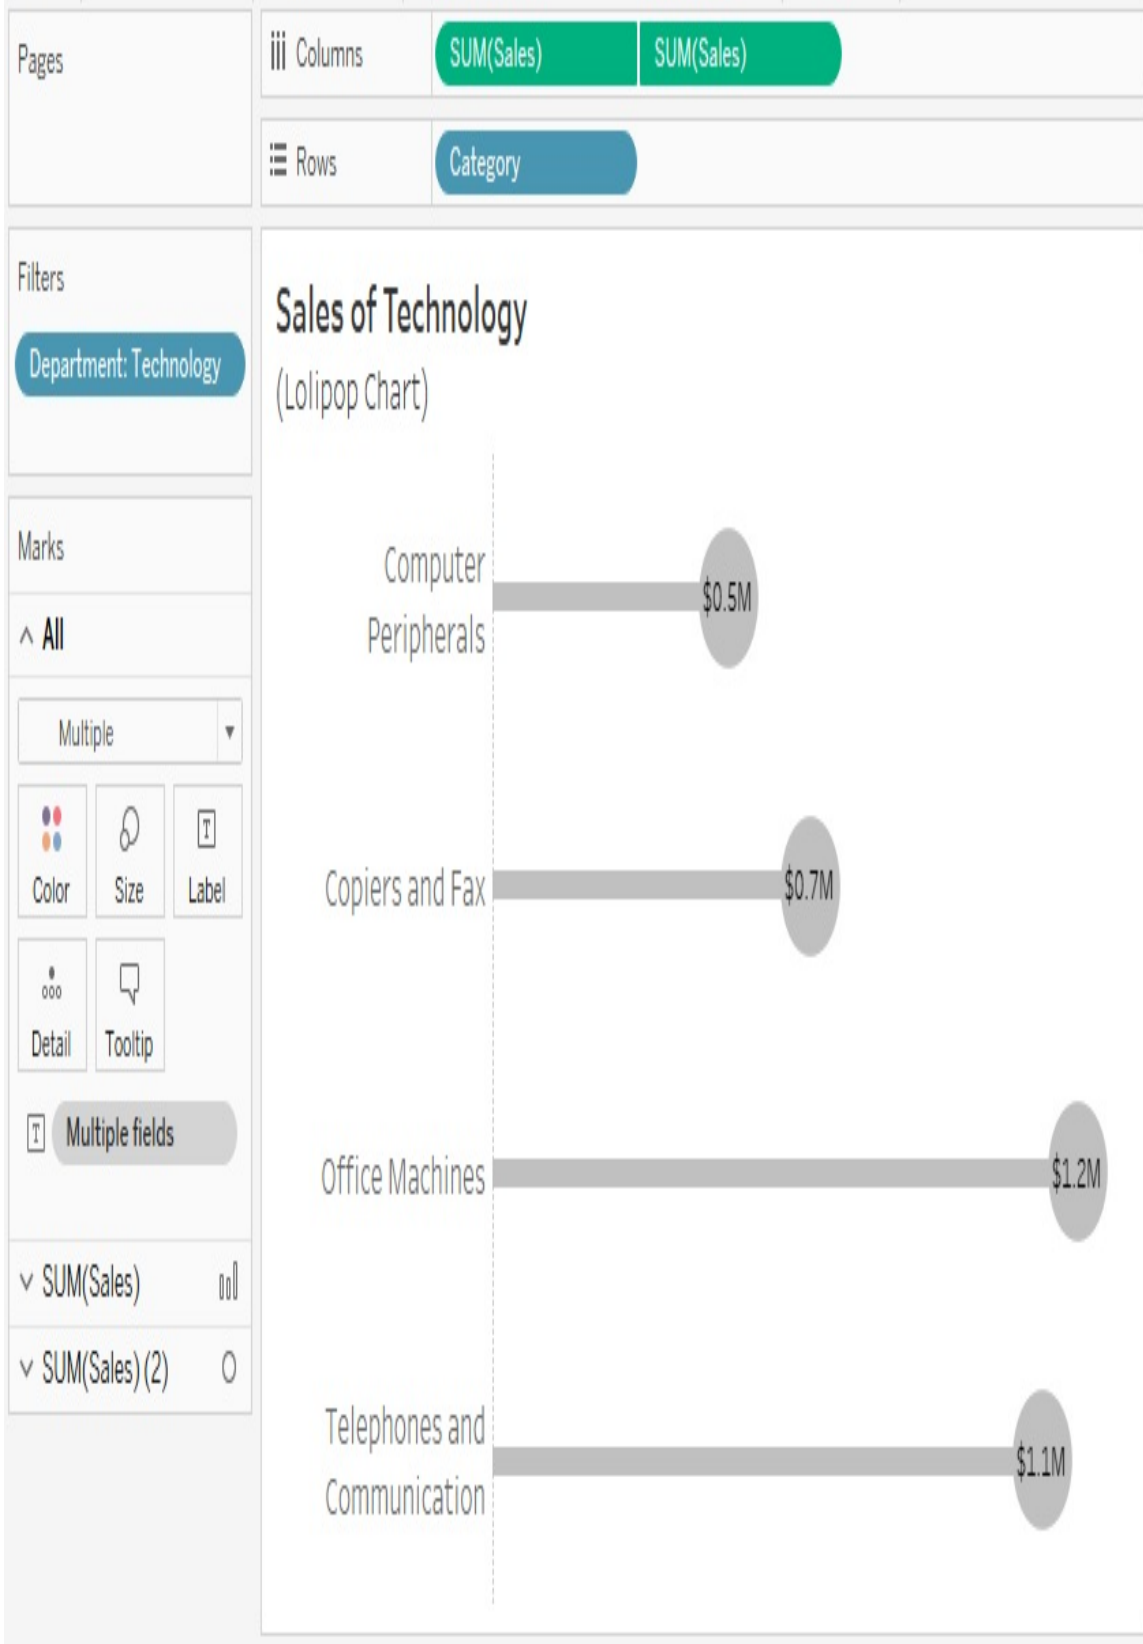 Pages
Columns
SUM(Sales)
SUM(Sales)
Rows
Category
Filters
Department: Technology
Marks
All
Multiple
Color
Size
T
Label
Detail
Tooltip
T
Multiple fields
SUM(Sales)
SUM(Sales) (2)
Sales of Technology
(Lolipop Chart)
Computer
Peripherals
$0.5M
Copiers and Fax
$0.7M
Office Machines
$1.2M
Telephones and
Communication
$1.1M